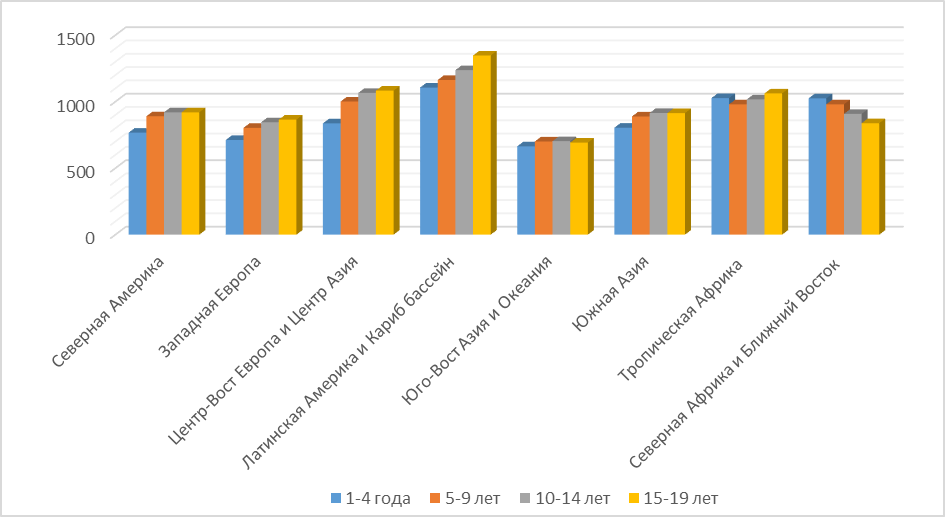 1500
1000
500
0
Северная Америка
Западная Европа
Центр-Вост Европа и Центр Азия
Латинская Америка и Кариб бассейн
Юго-Вост Азия и Океания
Южная Азия
Тропическая Африка
Северная Африка и Ближний Восток
1-4 года 5-9 лет 10-14 лет 15-19 лет